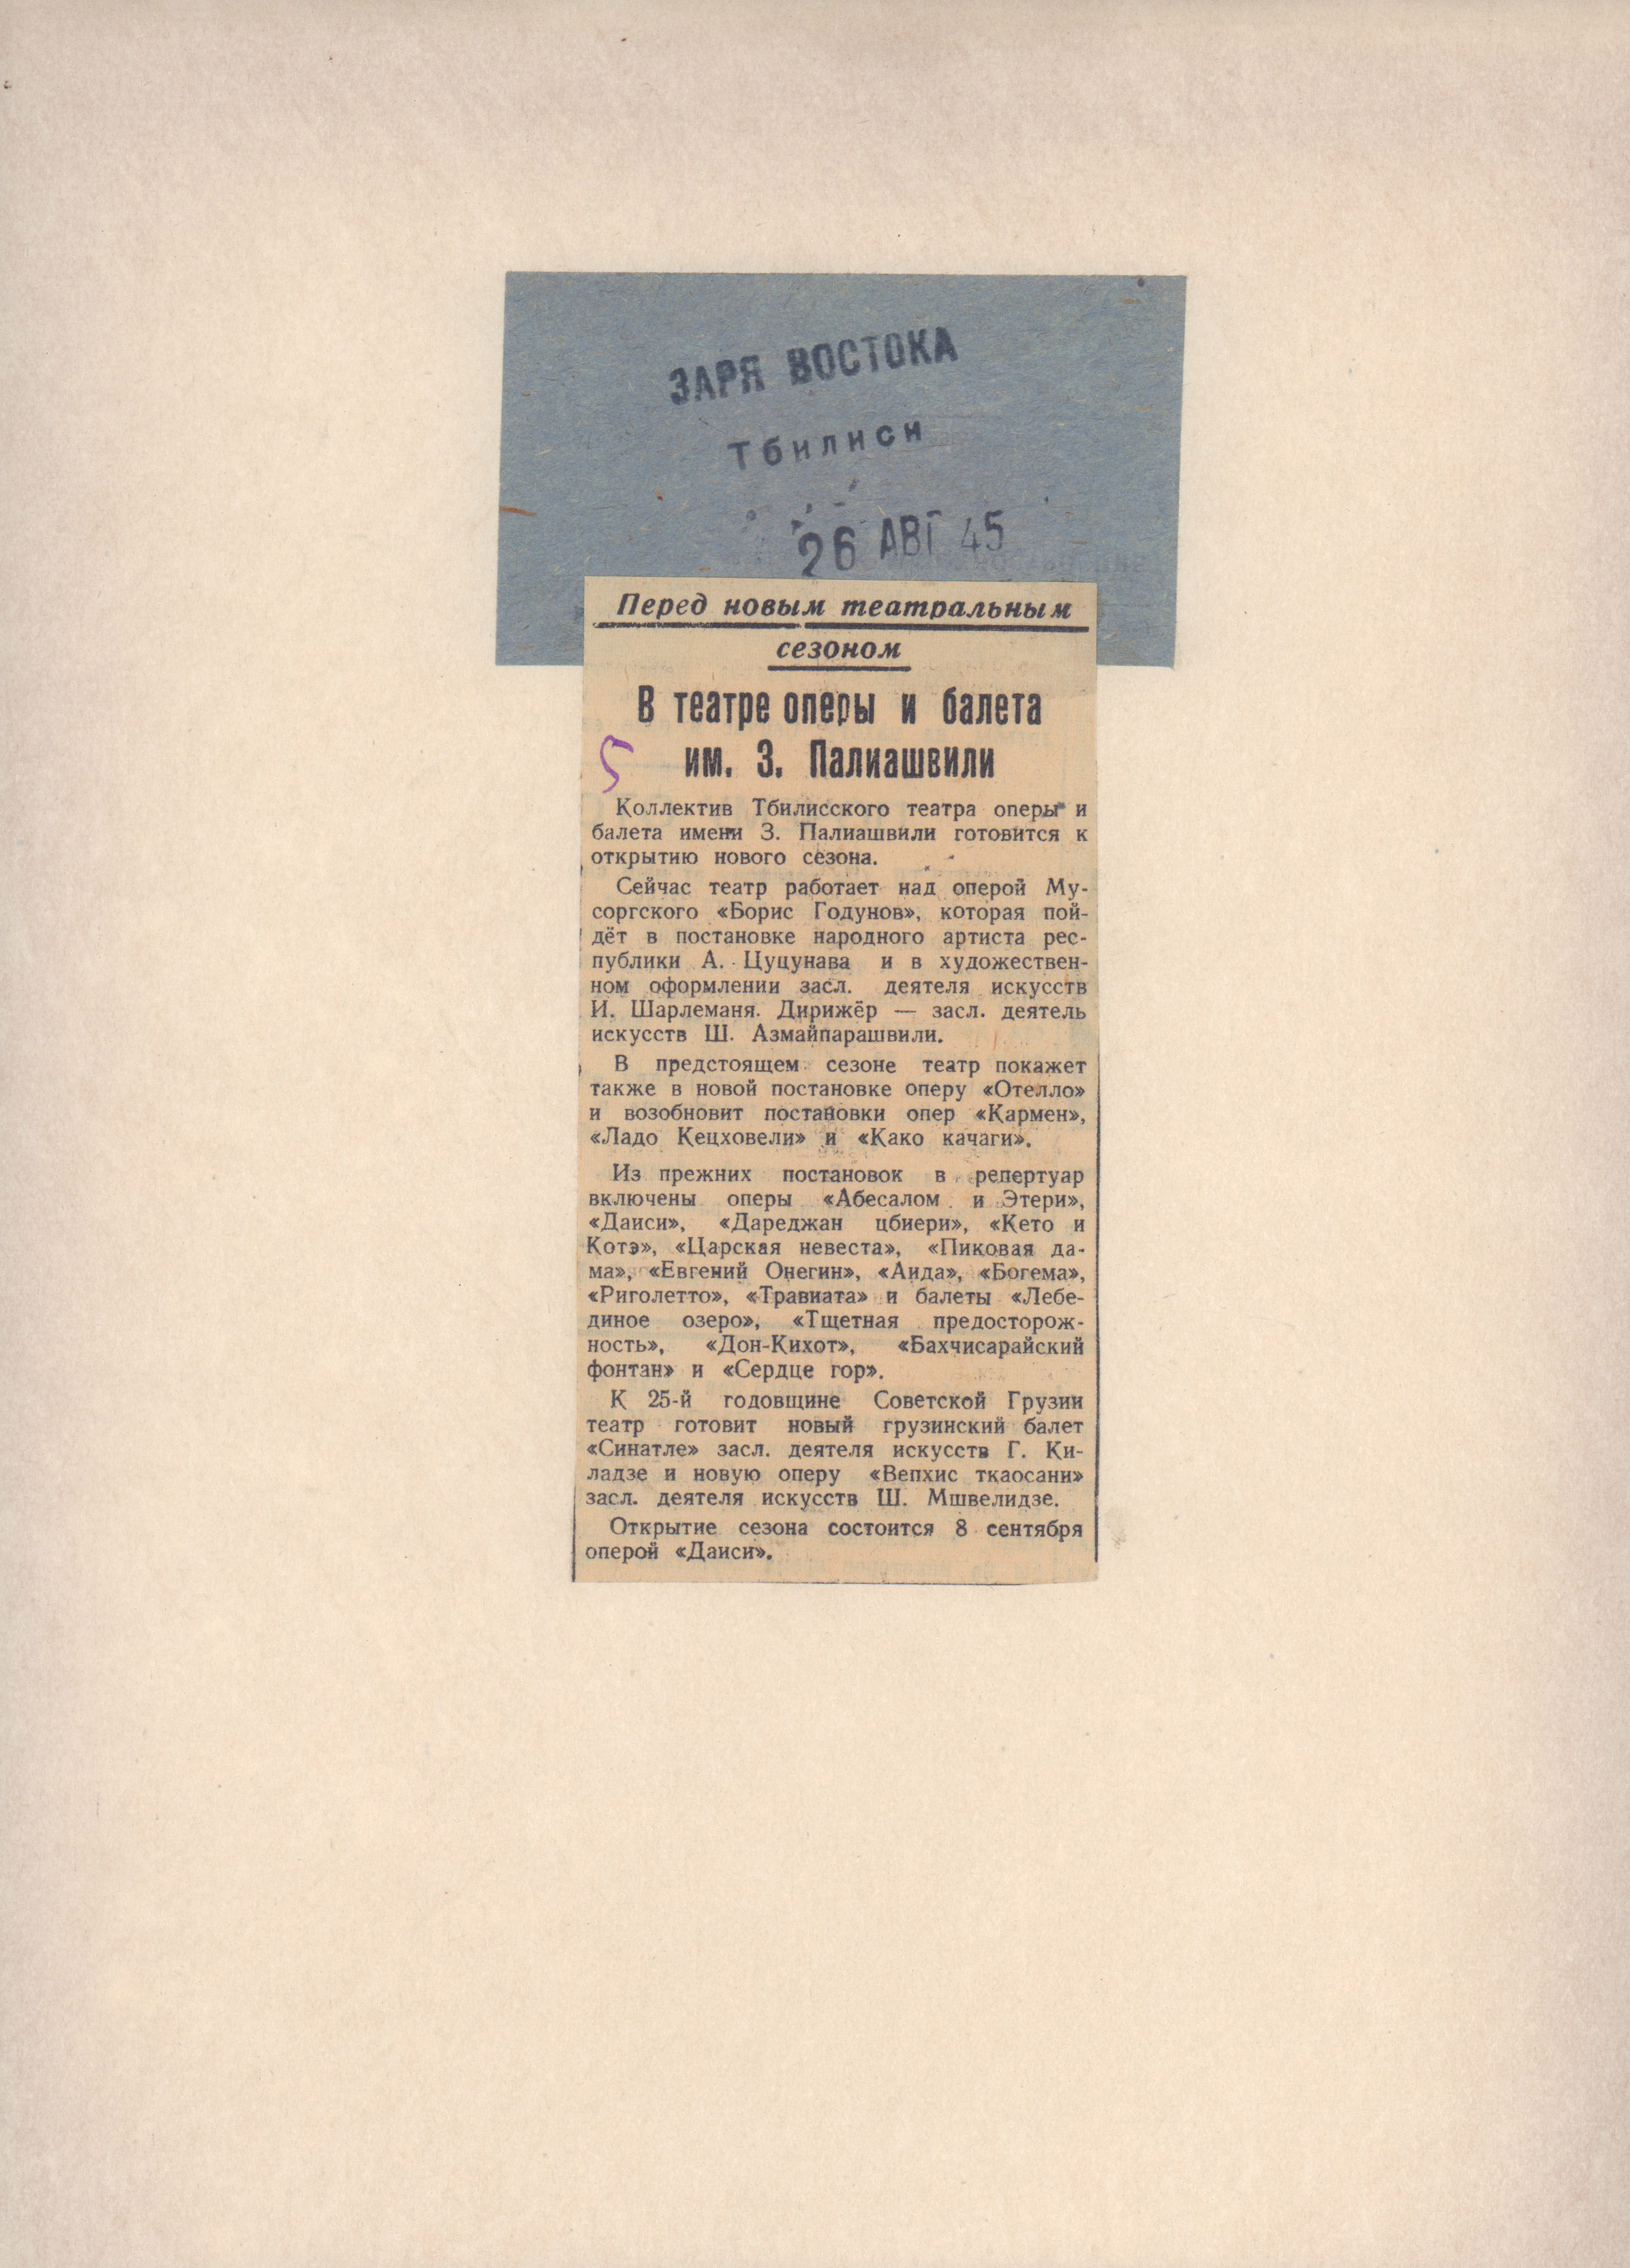 ЗАРЯ ВОСТОКА
Тбилиси
26 АВГ 45
Перед новым театральным
сезоном
В театре оперы и балета
им. З. Палиашвили
5
Коллектив Тбилисского театра оперы и
балета имени З. Палиашвили готовится к
открытию нового сезона.
Сейчас театр работает над оперой Му-
соргского «Борис Годунов», которая пой-
дёт в постановке народного артиста рес-
публики А. Цуцунава и в художествен-
ном оформлении засл. деятеля искусств
И. Шарлеманя. Дирижёр — засл. деятель
искусств Ш. Азмайпарашвили.
В предстоящем сезоне театр покажет
также в новой постановке оперу «Отелло»
и возобновит постановки опер «Кармен»,
«Ладо Кецховели» и «Како качаги».
Из прежних постановок в репертуар
включены оперы «Абесалом и Этери»,
«Даиси», «Дареджан цбиери», «Кето и
Котэ», «Царская невеста», «Пиковая да-
ма», «Евгений Онегин», «Аида», «Богема»,
«Риголетто», «Травиата» и балеты «Лебе-
диное озеро», «Тщетная предосторож-
ность», «Дон-Кихот», «Бахчисарайский
фонтан» и «Сердце гор».
К 25-й годовщине Советской Грузии
театр готовит новый грузинский балет
«Синатле» засл. деятеля искусств Г. Ки-
ладзе и новую оперу «Вепхис ткаосани»
засл. деятеля искусств Ш. Мшвелидзе.
Открытие сезона состоится 8 сентября
оперой «Даиси».